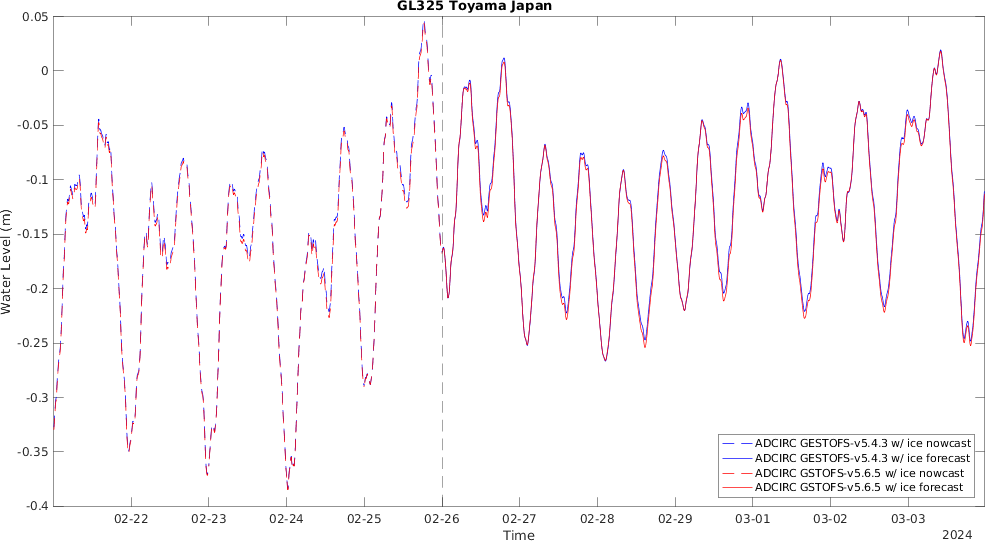 GL325 Toyama Japan
0.05
0
-0.05
-0.1
-0.15
-0.2
-0.25
-0.3
-0.35
-0.4
Water Level (m)
ADCIRC GESTOFS-v5.4.3 w/ ice nowcast
ADCIRC GESTOFS-v5.4.3 w/ ice forecast
ADCIRC GSTOFS-v5.6.5 w/ ice nowcast
ADCIRC GSTOFS-v5.6.5 w/ ice forecast
02-22 02-23 02-24 02-25 02-26 02-27 02-28 02-29 03-01 03-02 03-03
Time
2024